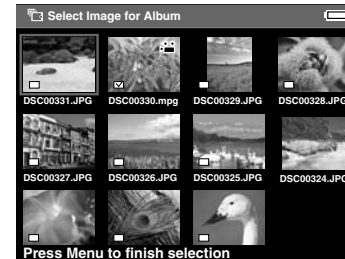 Select Image for Album
DSC00331.JPG DSC00330.mpg DSC00329.JPG DSC00328.JPG
DSC00327.JPG DSC00326.JPG DSC00325.JPG DSC00324.JPG
Press Menu to finish selection